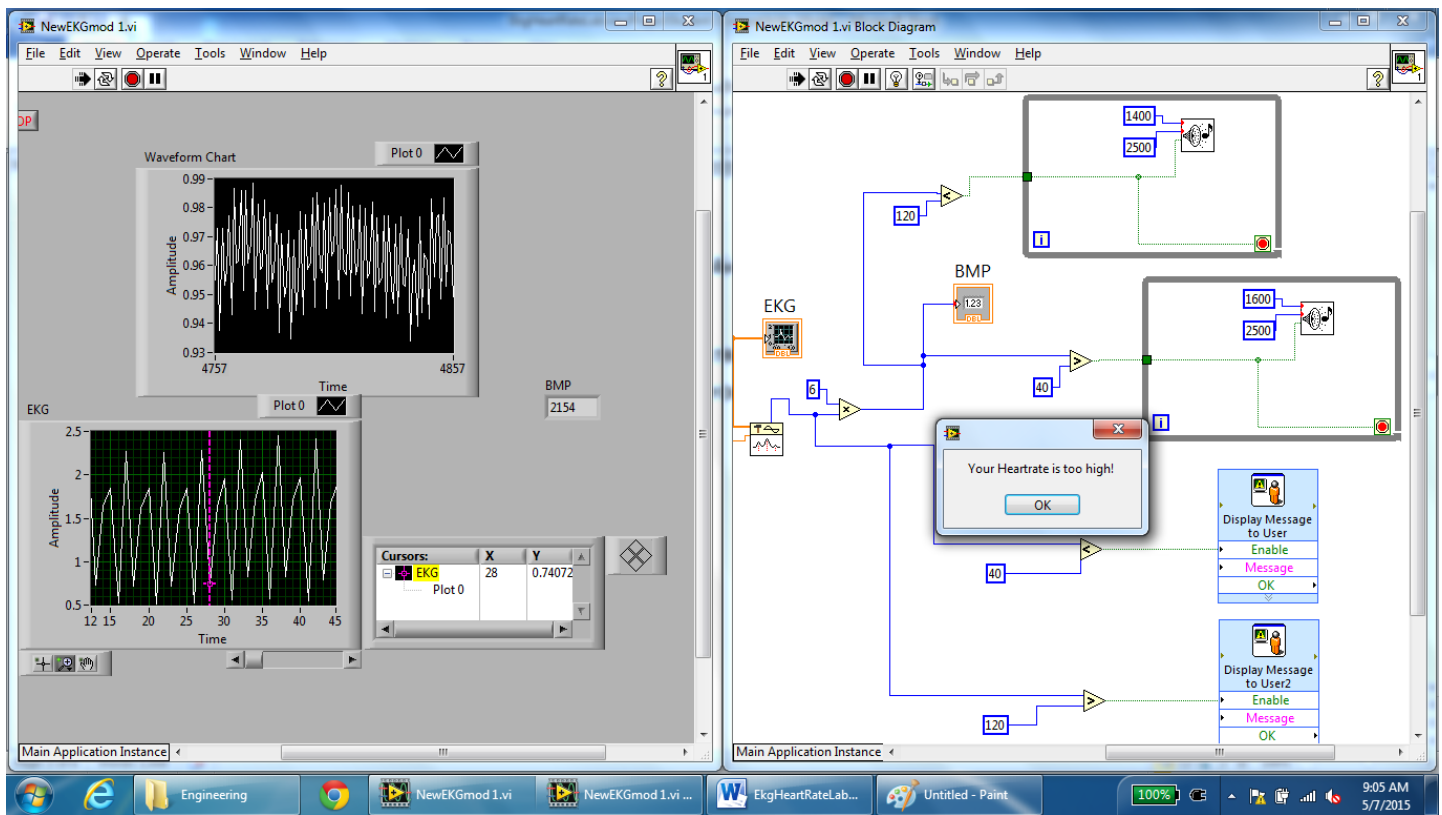 NewEKGmod 1.vi
File Edit View Operate Tools Window Help
1
OP
Waveform Chart
Plot 0
0.99
0.98
0.97
0.96
0.95
0.94
0.93
Amplitude
4757 4857
Time
BMP
2154
EKG
Plot 0
2.5
2
1.5
1
0.5
Amplitude
12 15 20 25 30 35 40 45
Time
Cursors: X Y
EKG 28 0.74072
Plot 0
Main Application Instance
NewEKGmod 1.vi Block Diagram
File Edit View Operate Tools Window Help
1
1400
2500
120
i
BMP
1.23
DBL
EKG
DBL
1600
2500
40
6
i
Your Heartrate is too high!
OK
Display Message
to User
Enable
Message
OK
40
Display Message
to User2
Enable
Message
OK
120
Main Application Instance
Engineering
NewEKGmod 1.vi
NewEKGmod 1.vi ...
EkgHeartRateLab...
Untitled - Paint
100%
9:05 AM
5/7/2015